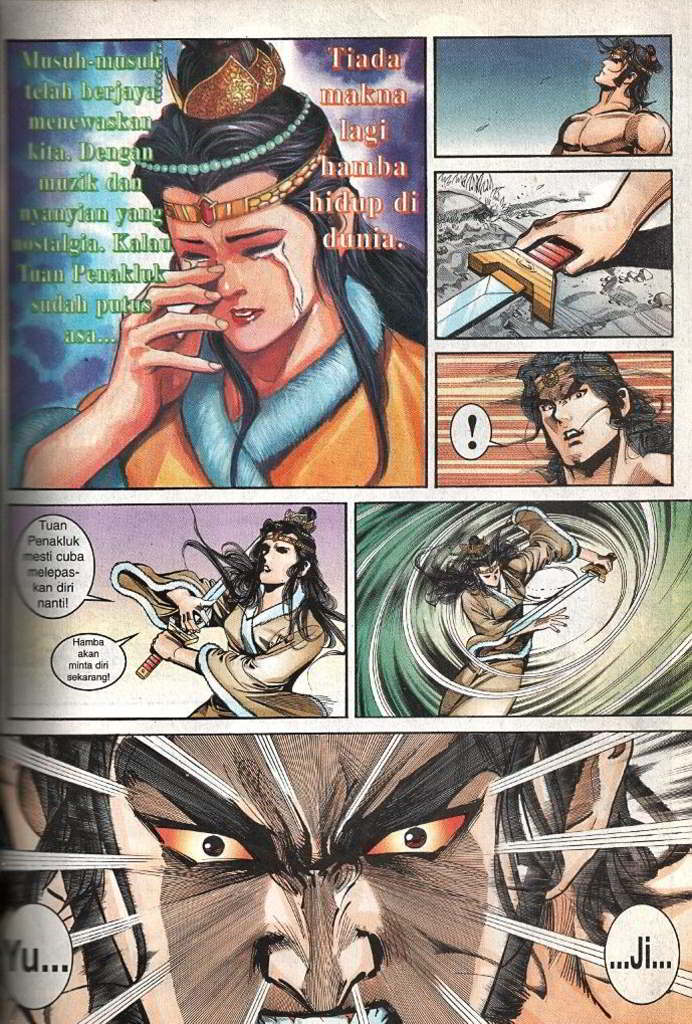 Musuh-musuh
telah berjaya
menewaskan
kita. Dengan
muzik dan
nyanyian yang
nostalgia. Kalau
Tuan Penakluk
sudah putus
asa...
Tiada
makna
lagi
hamba
hidup di
dunia.
!
Tuan
Penakluk
mesti cuba
melepas-
kan diri
nanti!
Hamba
akan
minta diri
sekarang!
Yu...
...Ji...